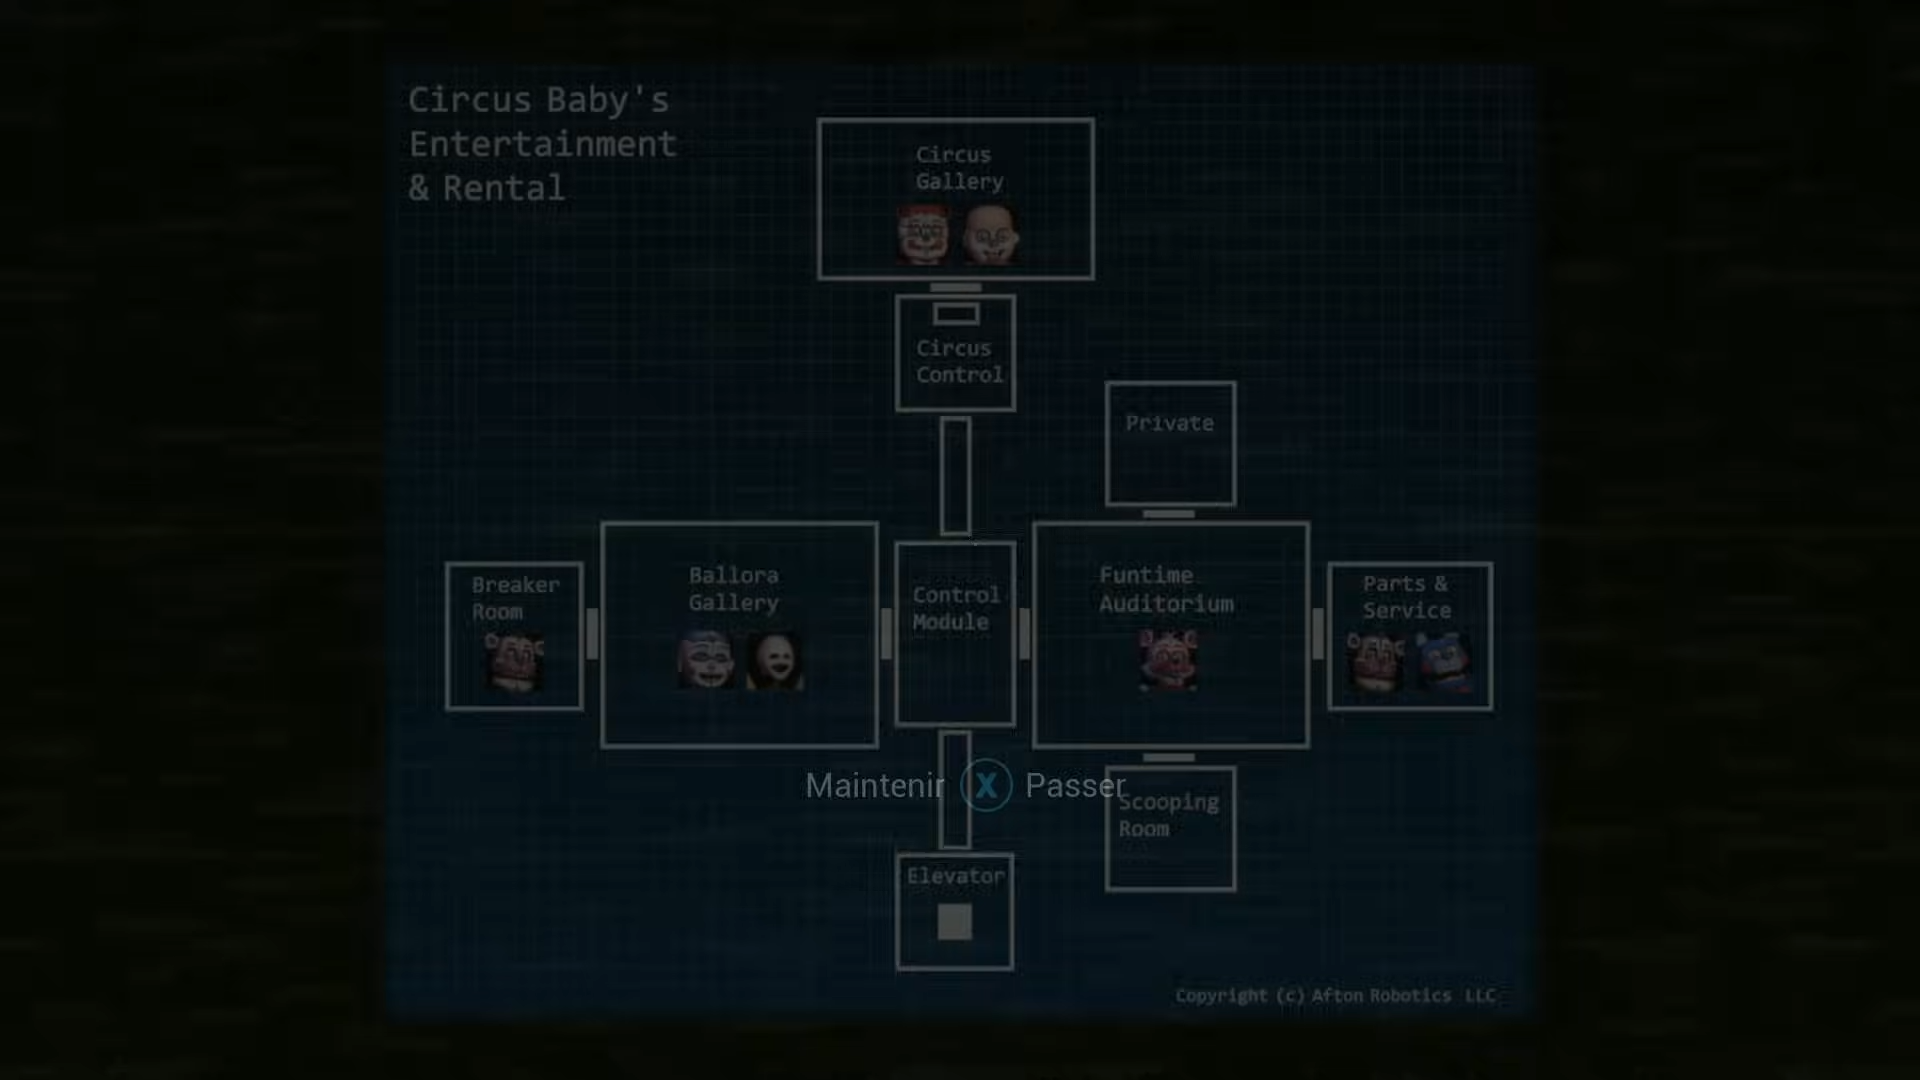 Circus Baby's
Entertainment
& Rental
Circus
Gallery
Circus
Control
Private
Breaker
Room
Ballora
Gallery
Control
Module
Funtime
Auditorium
Parts &
Service
Maintenir X Passer
Scooping
Room
Elevator
Copyright (c) Afton Robotics LLC